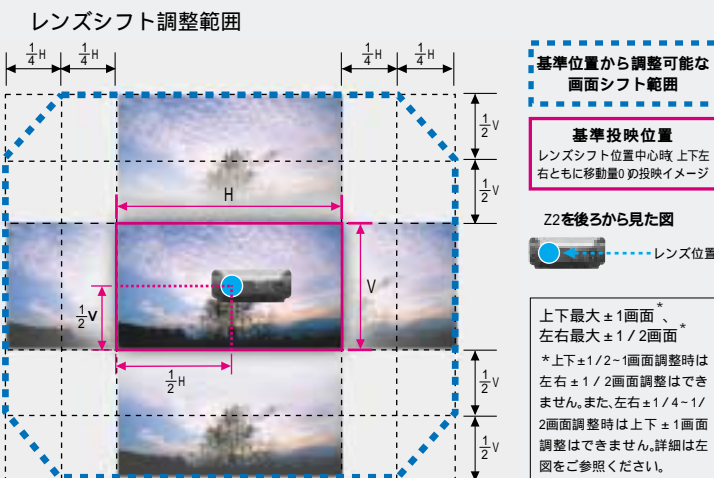 レンズシフト調整範囲
1/4H 1/4H 1/4H 1/4H
基準位置から調整可能な
画面シフト範囲
1/2V
1/2V
基準投映位置
レンズシフト位置中心時(上下左
右ともに移動量0)の投映イメージ
H
V
1/2V
1/2H
Z2を後ろから見た図
レンズ位置
1/2V
1/2V
上下最大±1画面*、
左右最大±1/2画面*
*上下±1/2~1画面調整時は
左右±1/2画面調整はでき
ません。また、左右±1/4~1/
2画面調整時は上下±1画面
調整はできません。詳細は左
図をご参照ください。